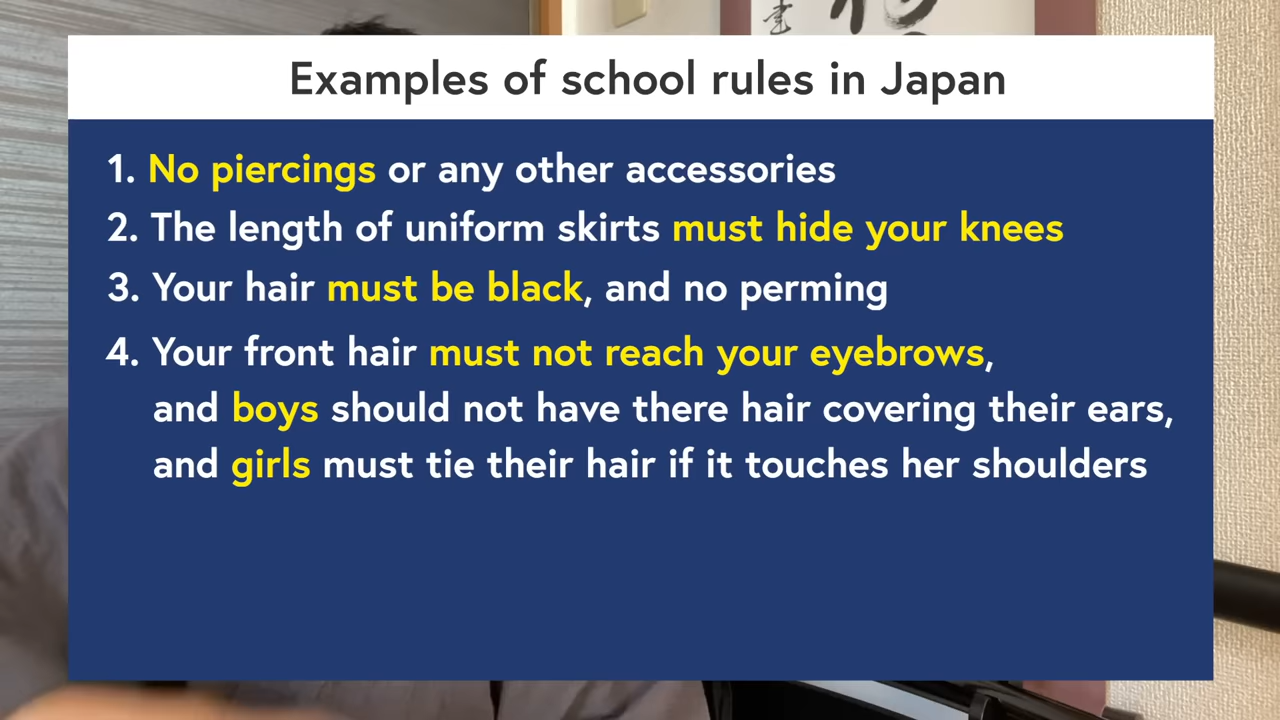 Examples of school rules in Japan
1. No piercings or any other accessories
2. The length of uniform skirts must hide your knees
3. Your hair must be black, and no perming
4. Your front hair must not reach your eyebrows,
and boys should not have there hair covering their ears,
and girls must tie their hair if it touches her shoulders